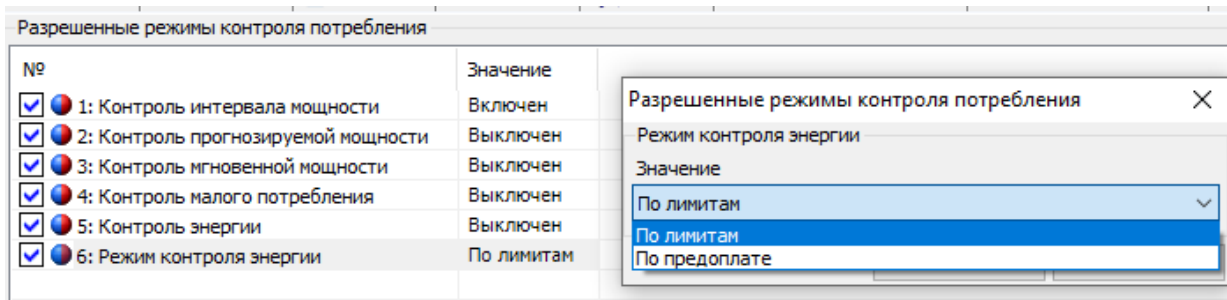 Разрешенные режимы контроля потребления
№ Значение
1: Контроль интервала мощности Включен
2: Контроль прогнозируемой мощности Выключен
3: Контроль мгновенной мощности Выключен
4: Контроль малого потребления Выключен
5: Контроль энергии Выключен
6: Режим контроля энергии По лимитам
Разрешенные режимы контроля потребления
Режим контроля энергии
Значение
По лимитам
По лимитам
По предоплате